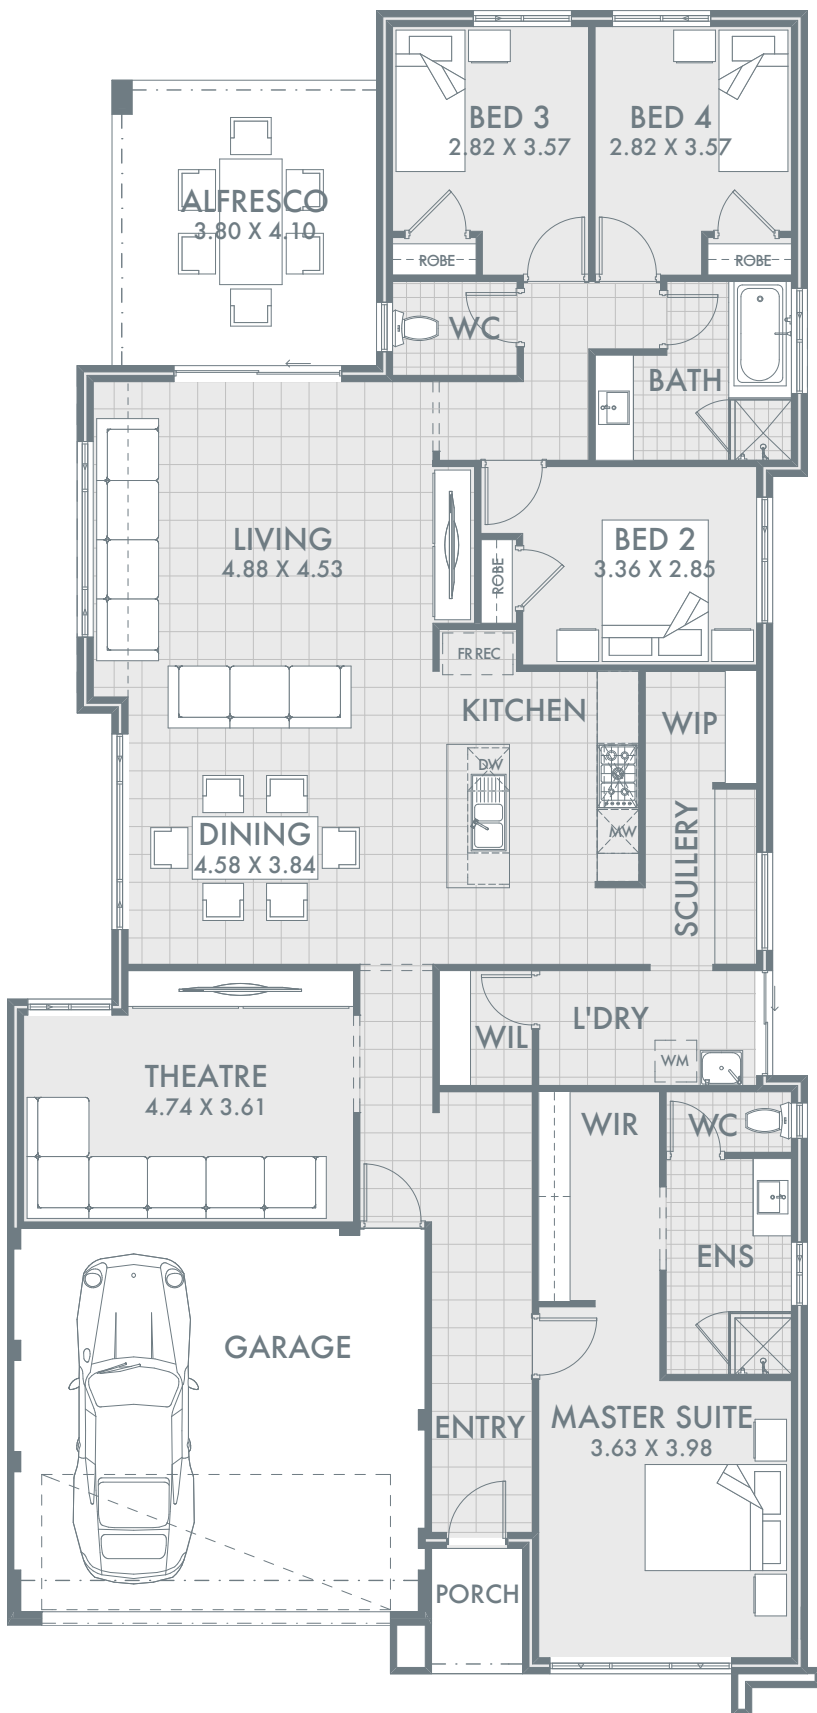 BED 3
2.82 X 3.57
BED 4
2.82 X 3.57
ALFRESCO
3.80 X 4.10
ROBE
ROBE
WC
BATH
LIVING
4.88 X 4.53
BED 2
3.36 X 2.85
ROBE
FR REC
KITCHEN
WIP
DW
MW
SCULLERY
DINING
4.58 X 3.84
WIL
L'DRY
WM
THEATRE
4.74 X 3.61
WIR
WC
ENS
GARAGE
ENTRY
MASTER SUITE
3.63 X 3.98
PORCH